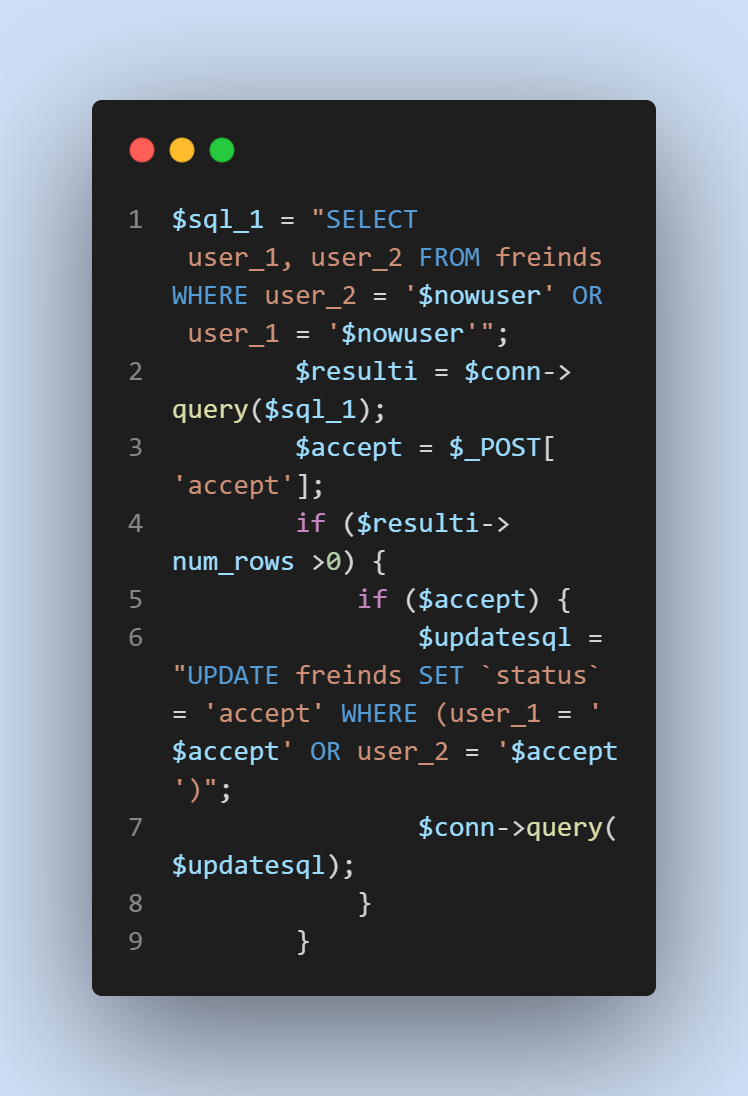 1 $sql_1 = "SELECT
user_1, user_2 FROM freinds
WHERE user_2 = '$nowuser' OR
user_1 = '$nowuser'";
2 $resulti = $conn->
query($sql_1);
3 $accept = $_POST[
'accept'];
4 if ($resulti->
num_rows >0) {
5 if ($accept) {
6 $updatesql =
"UPDATE freinds SET `status`
= 'accept' WHERE (user_1 = '
$accept' OR user_2 = '$accept
')";
7 $conn->query(
$updatesql);
8 }
9 }